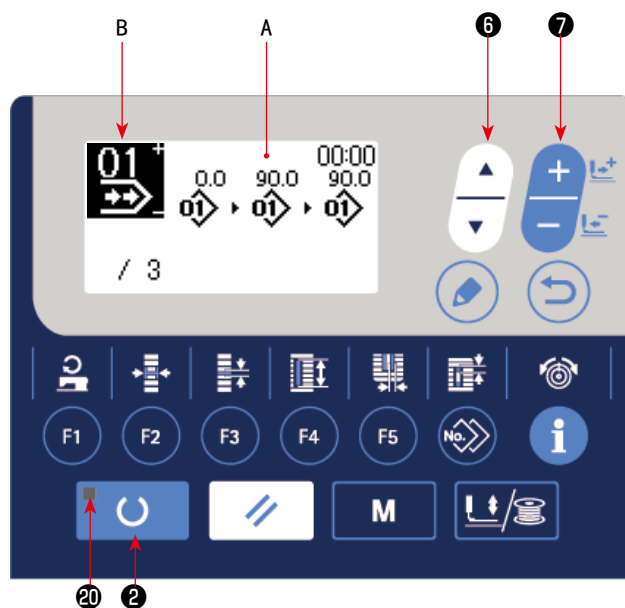 B A ❻ ❼
01 + 00:00
0.0 90.0 90.0
01 01 01
/ 3
+
−
F1 F2 F3 F4 F5 No. i
M
⓴ ❷